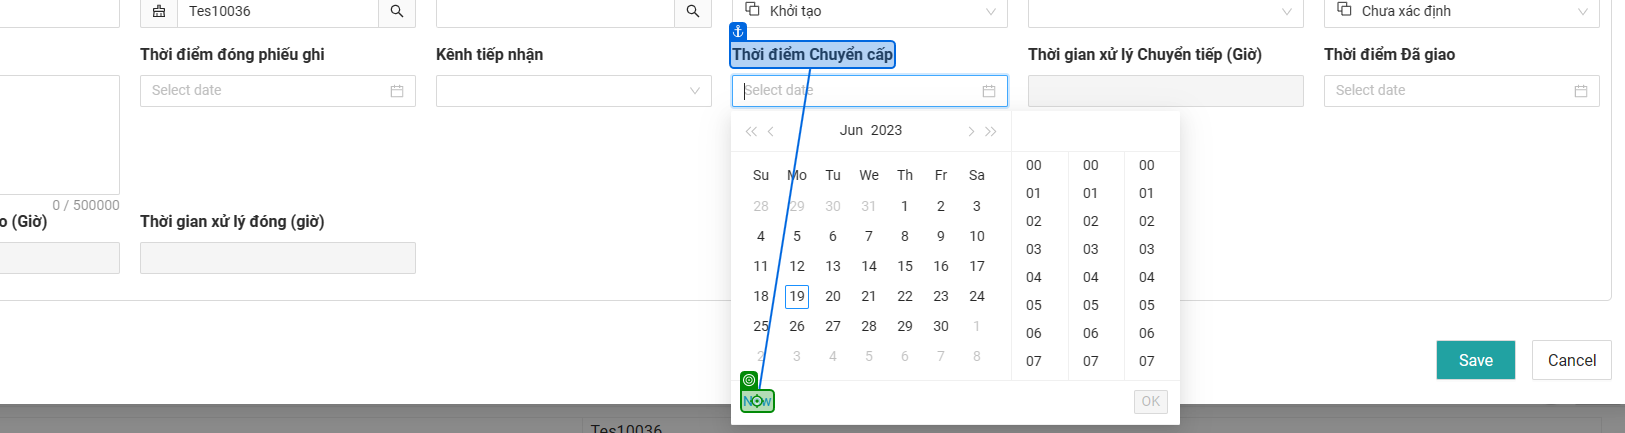 Tes10036
Khởi tạo
Chưa xác định
Thời điểm đóng phiếu ghi
Kênh tiếp nhận
Thời điểm Chuyển cấp
Thời gian xử lý Chuyển tiếp (Giờ)
Thời điểm Đã giao
Select date
Select date
Select date
Jun 2023
Su Mo Tu We Th Fr Sa
00 00 00
28 29 30 31 1 2 3
01 01 01
4 5 6 7 8 9 10
02 02 02
11 12 13 14 15 16 17
03 03 03
18 19 20 21 22 23 24
04 04 04
25 26 27 28 29 30 1
05 05 05
2 3 4 5 6 7 8
06 06 06
07 07 07
0 / 500000
o (Giờ)
Thời gian xử lý đóng (giờ)
Save
Cancel
Now
OK
Tes10036